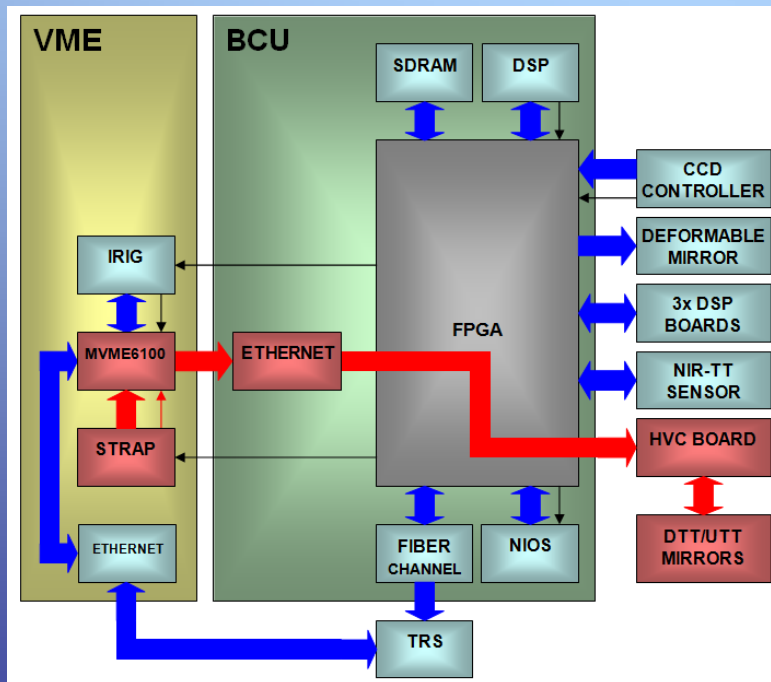 VME
BCU
SDRAM
DSP
CCD
CONTROLLER
DEFORMABLE
MIRROR
IRIG
3x DSP
BOARDS
FPGA
MVME6100
ETHERNET
NIR-TT
SENSOR
STRAP
HVC BOARD
ETHERNET
FIBER
CHANNEL
NIOS
DTT/UTT
MIRRORS
TRS